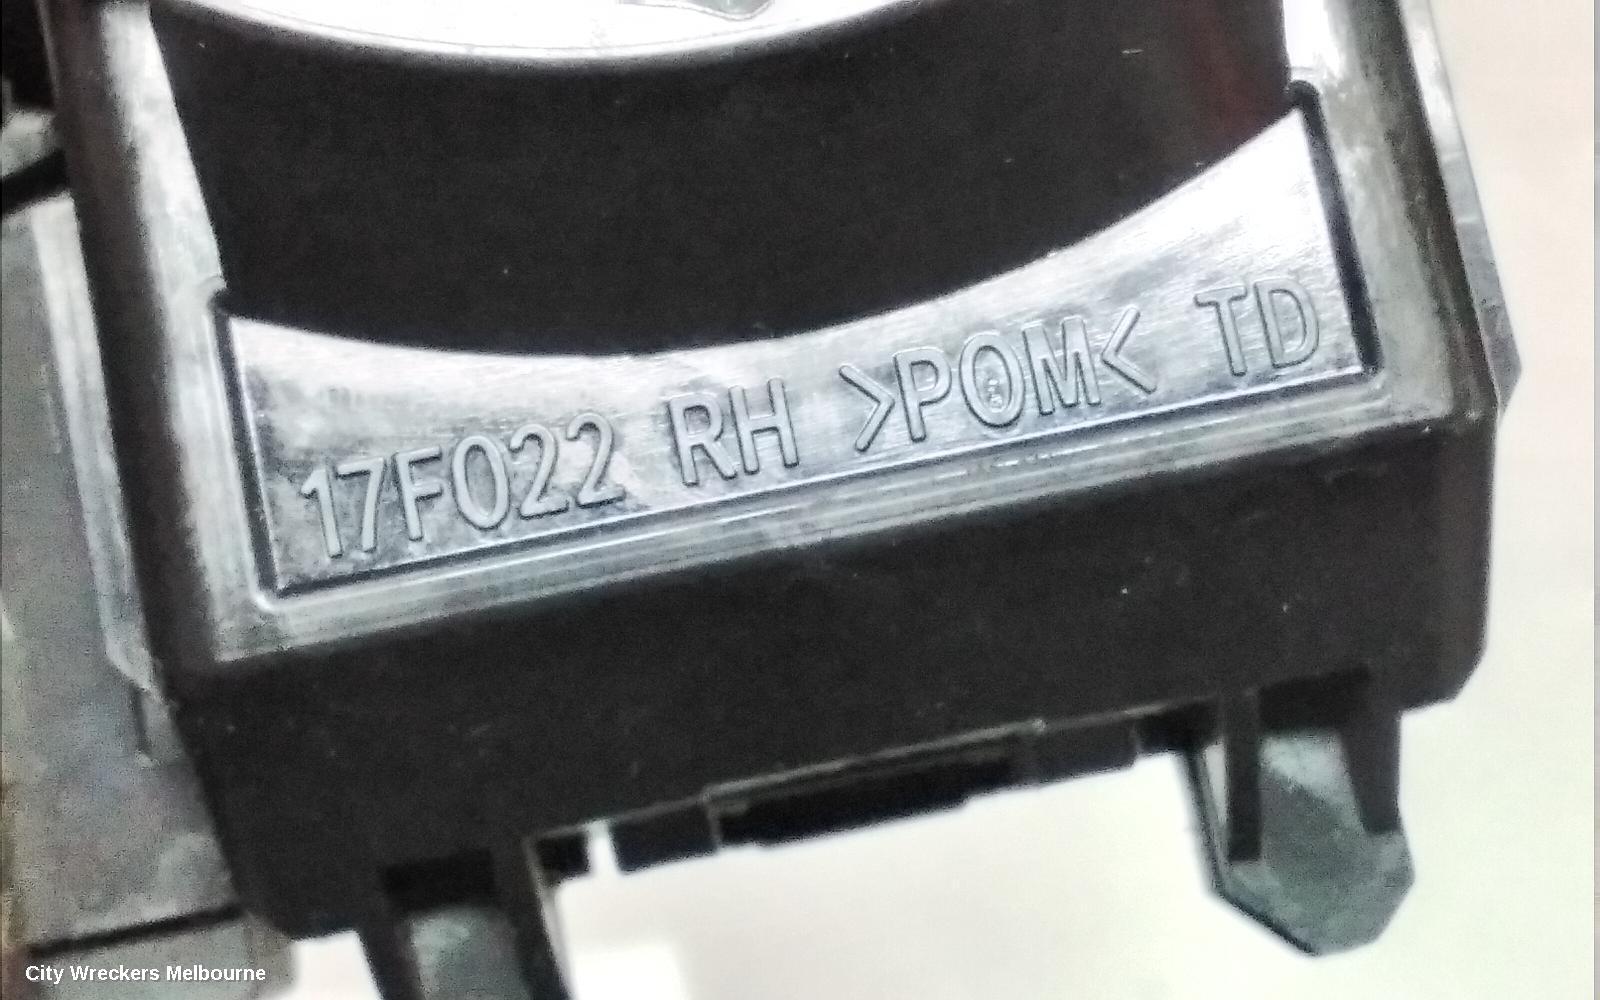 17F022 RH >POM< TD
City Wreckers Melbourne